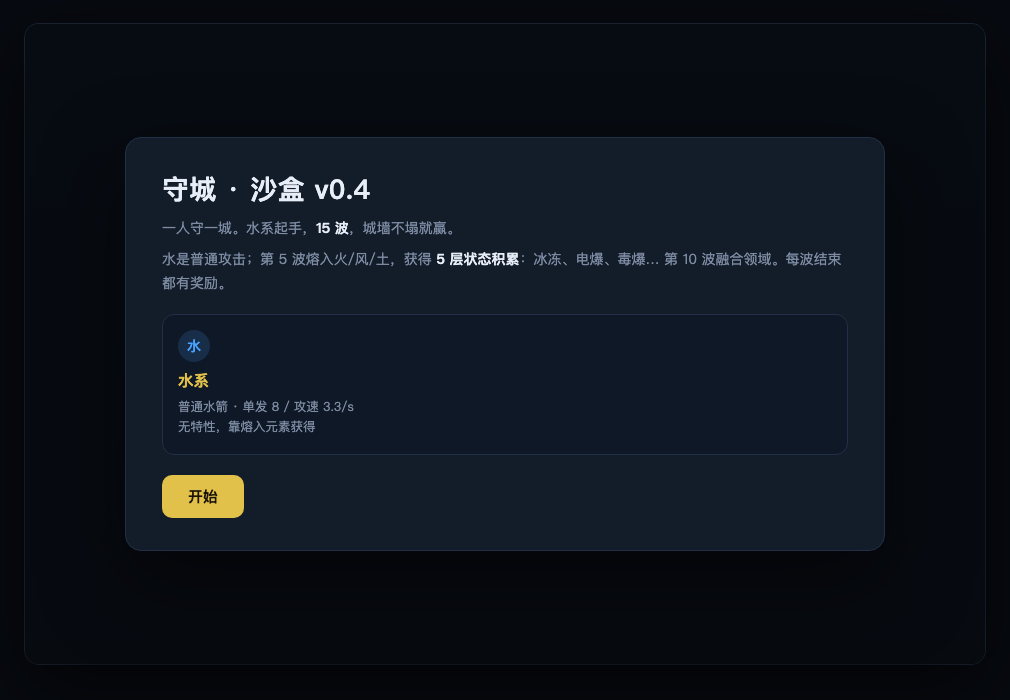 守城 · 沙盒 v0.4
一人守一城。水系起手，15 波，城墙不塌就赢。
水是普通攻击；第 5 波熔入火/风/土，获得 5 层状态积累：冰冻、电爆、毒爆… 第 10 波融合领域。每波结束
都有奖励。
水
水系
普通水箭 · 单发 8 / 攻速 3.3/s
无特性，靠熔入元素获得
开始